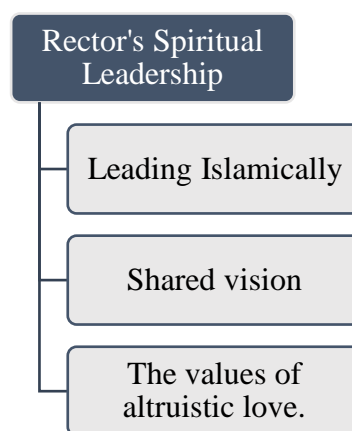 Rector's Spiritual
Leadership
Leading Islamically
Shared vision
The values of
altruistic love.